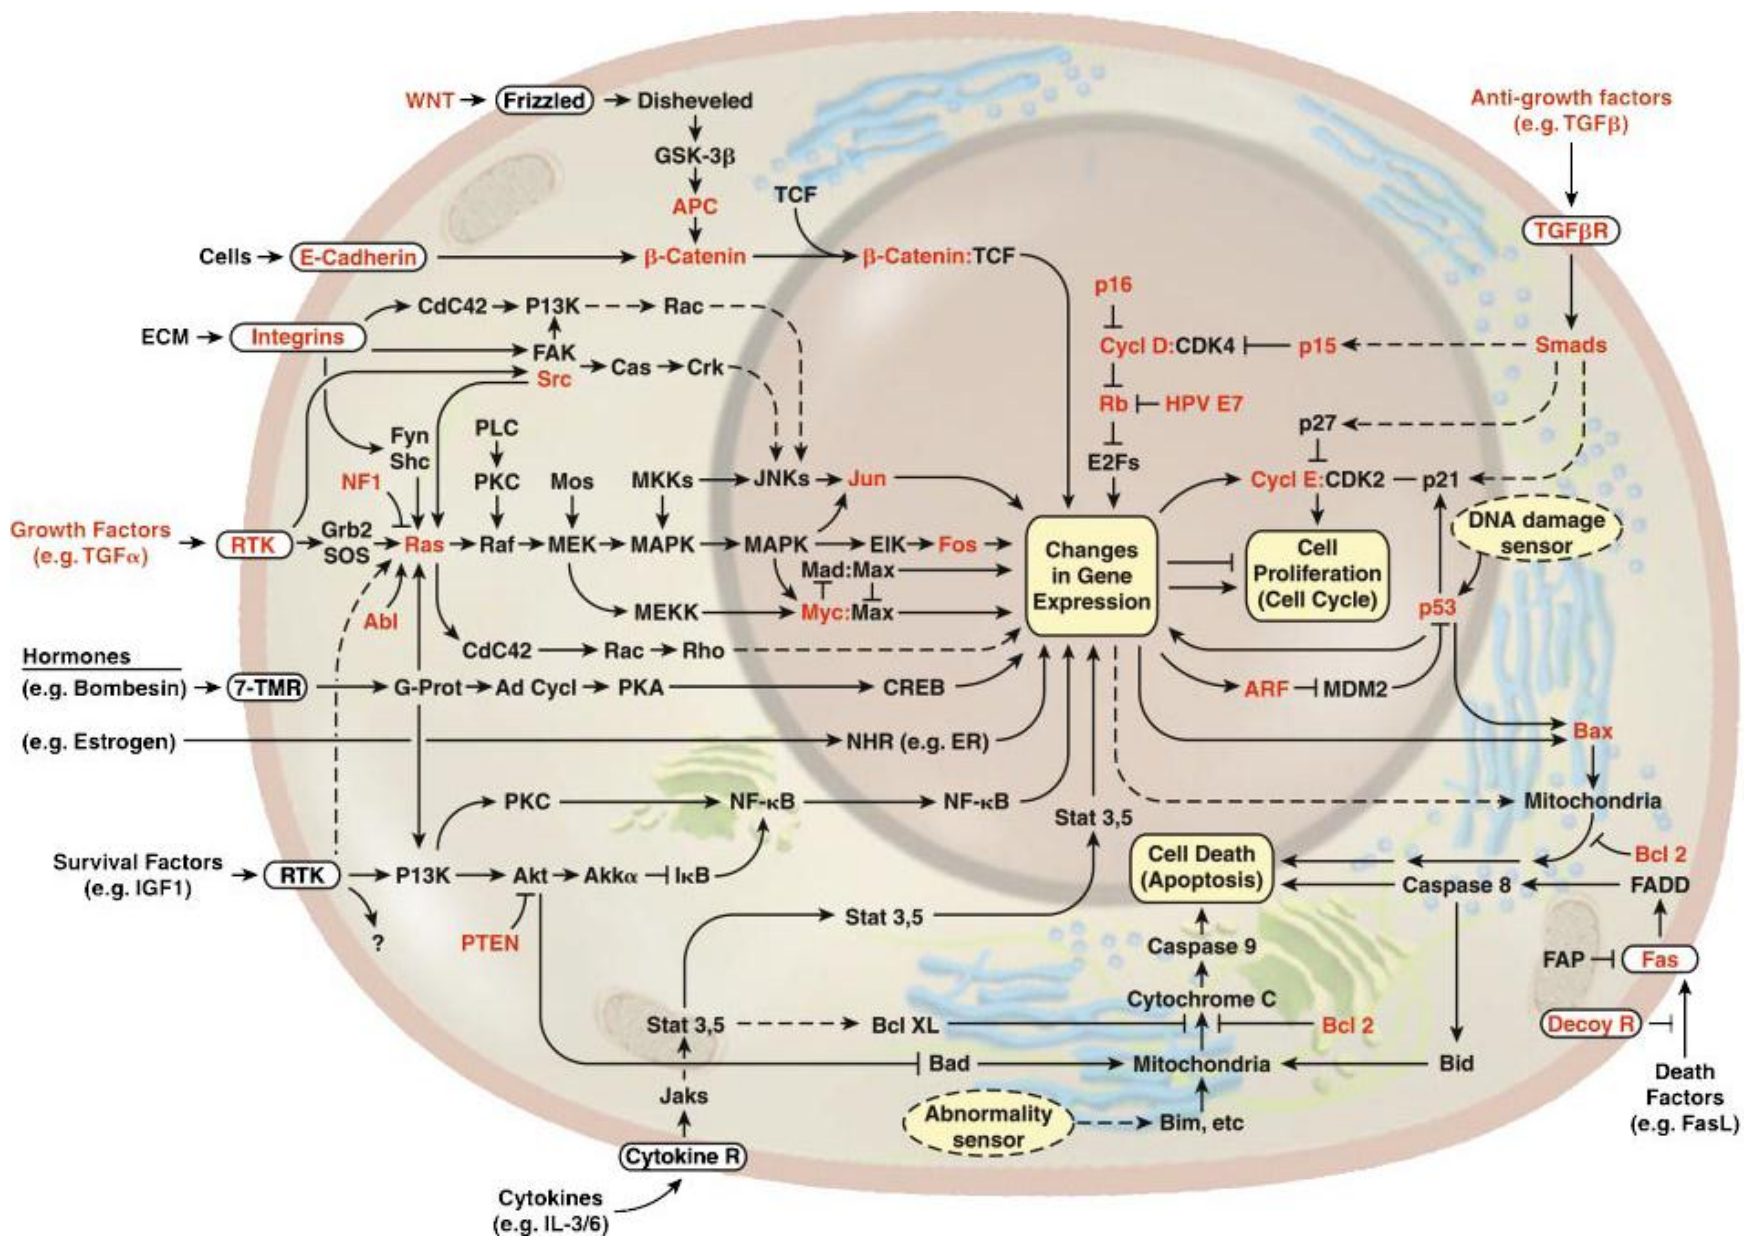 WNT
Frizzled
Disheveled
GSK-3β
APC
TCF
Cells
E-Cadherin
β-Catenin
β-Catenin:TCF
Anti-growth factors
(e.g. TGFβ)
TGFβR
Smads
CdC42
P13K
Rac
ECM
Integrins
FAK
Src
Cas
Crk
p16
Cycl D:CDK4
p15
Rb
HPV E7
E2Fs
p27
Cycl E:CDK2
p21
DNA damage
sensor
Fyn
Shc
PLC
NF1
PKC
Mos
MKKs
JNKs
Jun
Growth Factors
(e.g. TGFα)
RTK
Grb2
SOS
Ras
Raf
MEK
MAPK
MAPK
ElK
Fos
Mad:Max
Abl
MEKK
Myc:Max
Changes
in Gene
Expression
Cell
Proliferation
(Cell Cycle)
p53
CdC42
Rac
Rho
Hormones
(e.g. Bombesin)
7-TMR
G-Prot
Ad Cycl
PKA
CREB
ARF
MDM2
(e.g. Estrogen)
NHR (e.g. ER)
Bax
PKC
NF-κB
NF-κB
Stat 3,5
Mitochondria
Survival Factors
(e.g. IGF1)
RTK
P13K
Akt
Akkα
IκB
Cell Death
(Apoptosis)
Bcl 2
Caspase 8
FADD
?
PTEN
Stat 3,5
Caspase 9
FAP
Fas
Cytochrome C
Stat 3,5
Bcl XL
Bcl 2
Decoy R
Bad
Mitochondria
Bid
Death
Factors
(e.g. FasL)
Jaks
Abnormality
sensor
Bim, etc
Cytokine R
Cytokines
(e.g. IL-3/6)